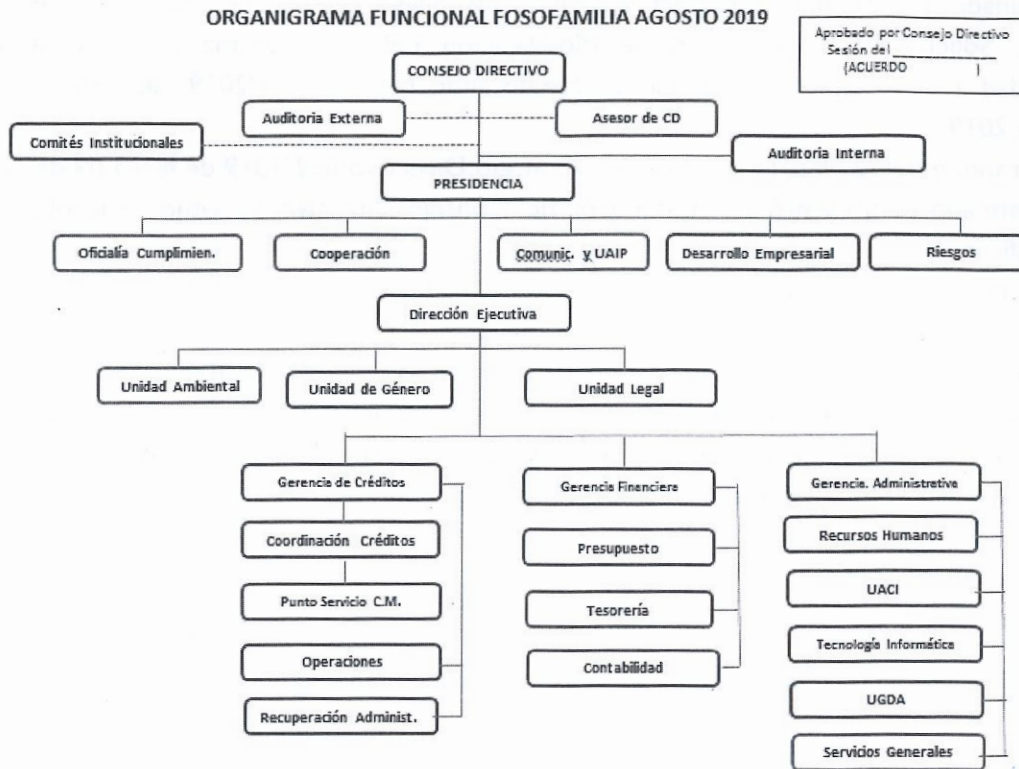 ORGANIGRAMA FUNCIONAL FOSOFAMILIA AGOSTO 2019
Aprobado por Consejo Directivo
Sesión del
(ACUERDO )
CONSEJO DIRECTIVO
Auditoria Externa
Asesor de CD
Comités Institucionales
Auditoria Interna
PRESIDENCIA
Oficialía Cumplimien.
Cooperación
Comunic. y UAIP
Desarrollo Empresarial
Riesgos
Dirección Ejecutiva
Unidad Ambiental
Unidad de Género
Unidad Legal
Gerencia de Créditos
Gerencia Financiera
Gerencia. Administrativa
Coordinación Créditos
Presupuesto
Recursos Humanos
Punto Servicio C.M.
Tesorería
UACI
Operaciones
Contabilidad
Tecnología Informática
Recuperación Administ.
UGDA
Servicios Generales